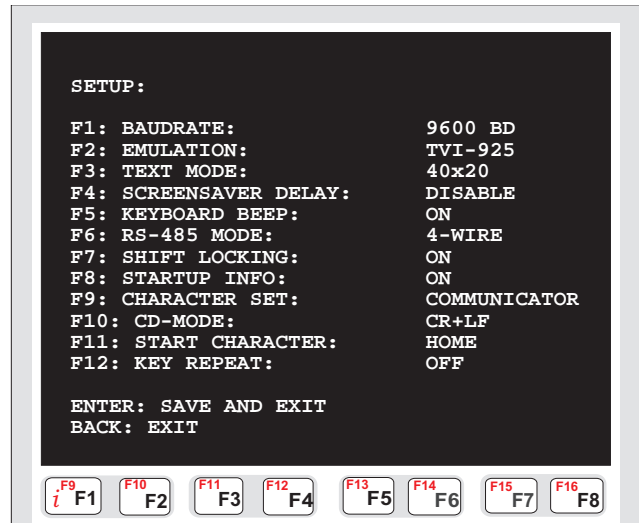 SETUP:
F1: BAUDRATE: 9600 BD
F2: EMULATION: TVI-925
F3: TEXT MODE: 40x20
F4: SCREENSAVER DELAY: DISABLE
F5: KEYBOARD BEEP: ON
F6: RS-485 MODE: 4-WIRE
F7: SHIFT LOCKING: ON
F8: STARTUP INFO: ON
F9: CHARACTER SET: COMMUNICATOR
F10: CD-MODE: CR+LF
F11: START CHARACTER: HOME
F12: KEY REPEAT: OFF
ENTER: SAVE AND EXIT
BACK: EXIT
i F9 F1 F10 F2 F11 F3 F12 F4 F13 F5 F14 F6 F15 F7 F16 F8